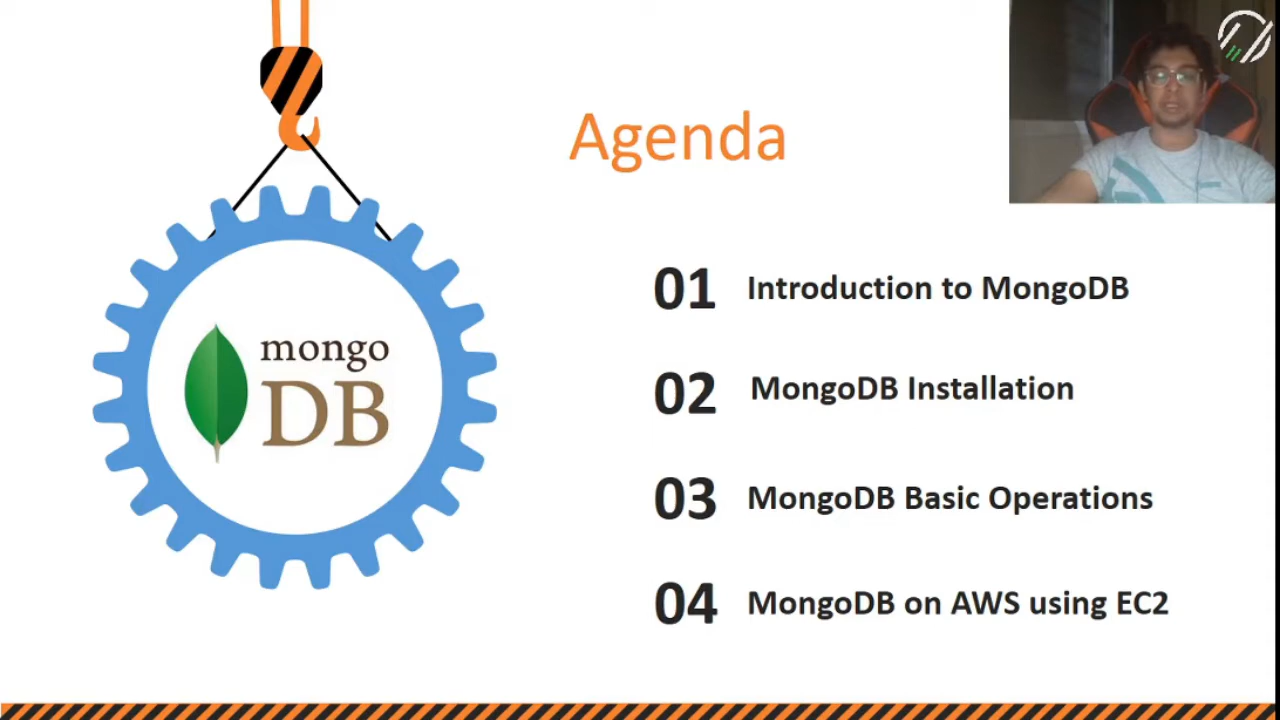 Agenda
mongo
DB
01 Introduction to MongoDB
02 MongoDB Installation
03 MongoDB Basic Operations
04 MongoDB on AWS using EC2